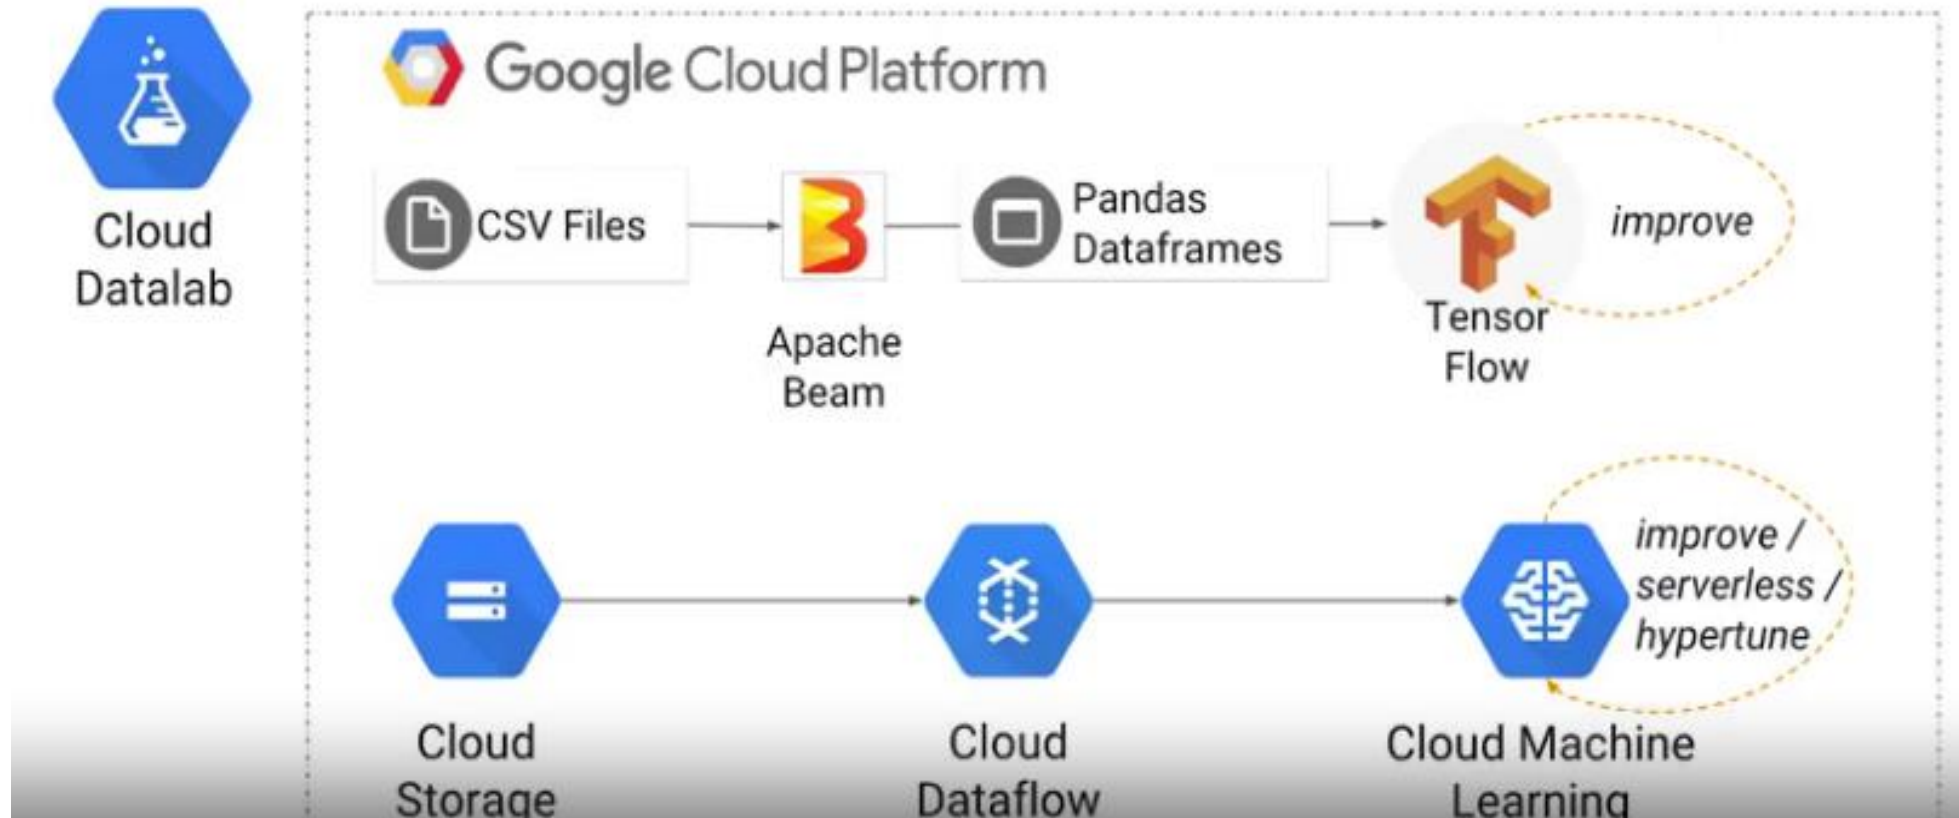 Google Cloud Platform
Cloud
Datalab
CSV Files
Apache
Beam
Pandas
Dataframes
Tensor
Flow
improve
Cloud
Storage
Cloud
Dataflow
Cloud Machine
Learning
improve /
serverless /
hypertune